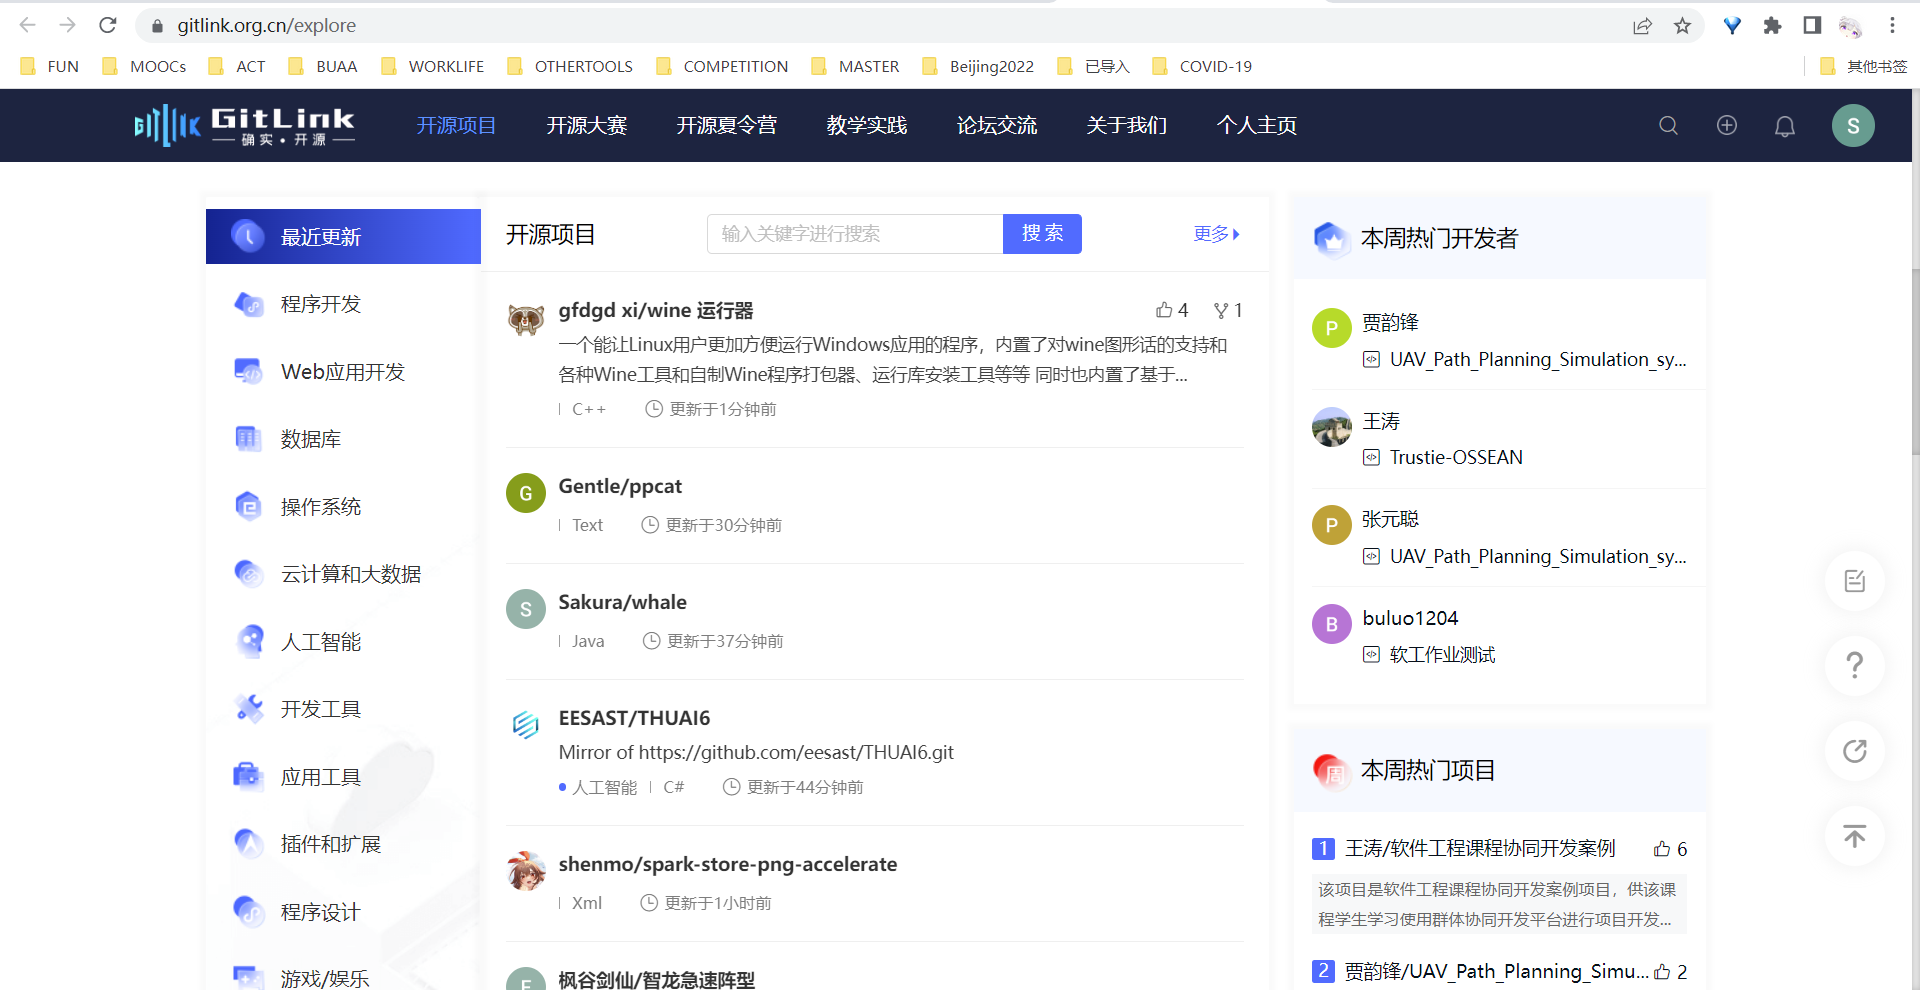 gitlink.org.cn/explore
FUN MOOCs ACT BUAA WORKLIFE OTHERTOOLS COMPETITION MASTER Beijing2022 已导入 COVID-19 其他书签
GITLINK GitLink 开源项目 开源大赛 开源夏令营 教学实践 论坛交流 关于我们 个人主页 S
确实·开源
最近更新
程序开发
Web应用开发
数据库
操作系统
云计算和大数据
人工智能
开发工具
应用工具
插件和扩展
程序设计
游戏/娱乐
开源项目 输入关键字进行搜索 搜 索 更多
gfdgd xi/wine 运行器 4 1
一个能让Linux用户更加方便运行Windows应用的程序，内置了对wine图形话的支持和
各种Wine工具和自制Wine程序打包器、运行库安装工具等等 同时也内置了基于...
C++ 更新于1分钟前
G Gentle/ppcat
Text 更新于30分钟前
S Sakura/whale
Java 更新于37分钟前
EESAST/THUAI6
Mirror of https://github.com/eesast/THUAI6.git
人工智能 C# 更新于44分钟前
shenmo/spark-store-png-accelerate
Xml 更新于1小时前
枫谷剑仙/智龙急速阵型
本周热门开发者
P 贾韵锋
UAV_Path_Planning_Simulation_sy...
王涛
Trustie-OSSEAN
P 张元聪
UAV_Path_Planning_Simulation_sy...
B buluo1204
软工作业测试
周 本周热门项目
1 王涛/软件工程课程协同开发案例 6
该项目是软件工程课程协同开发案例项目，供该课
程学生学习使用群体协同开发平台进行项目开发...
2 贾韵锋/UAV_Path_Planning_Simu... 2